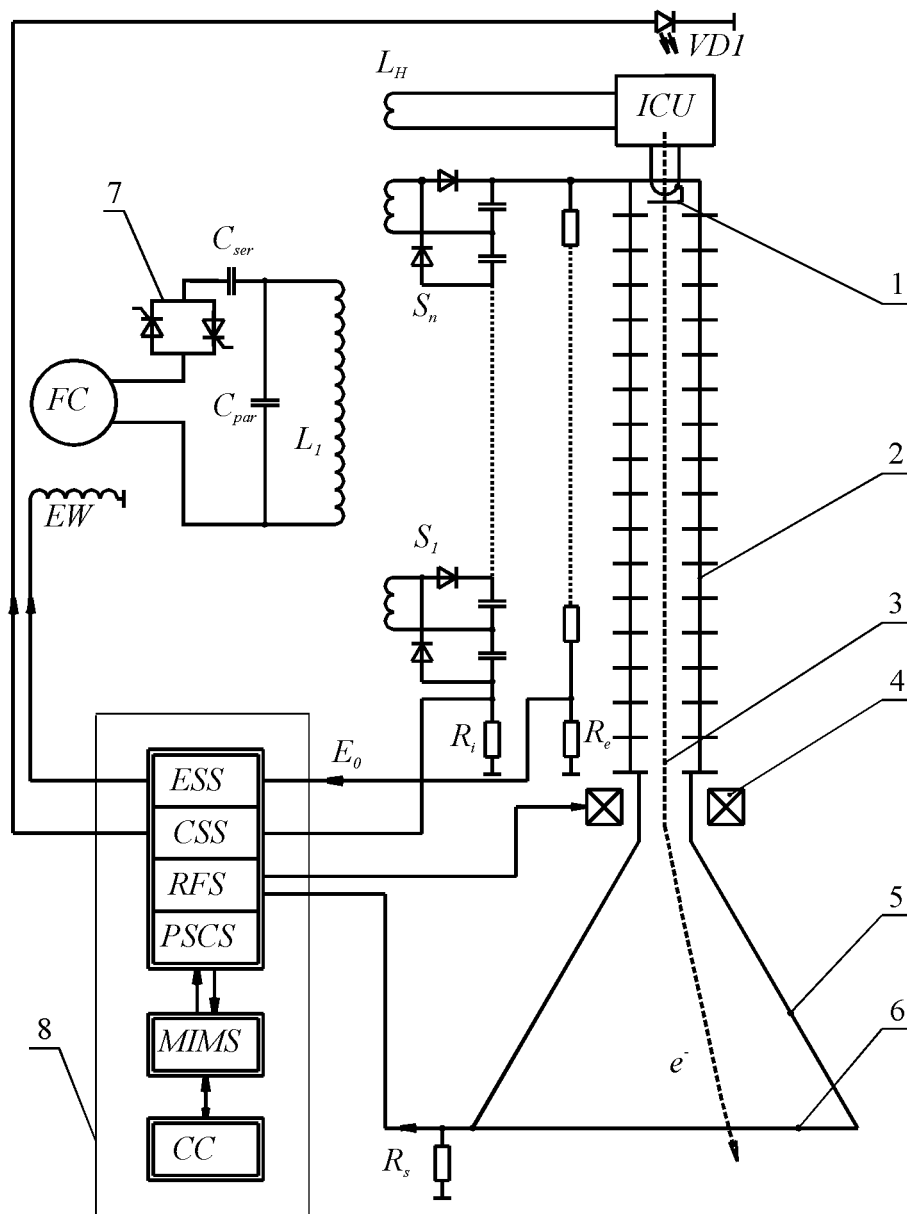 VD1
L_H
ICU
7
C_ser
S_n
1
FC
C_par
L_1
2
EW
S_1
3
4
R_i
R_e
E_0
ESS
CSS
RFS
PSCS
5
8
MIMS
6
e^-
CC
R_s